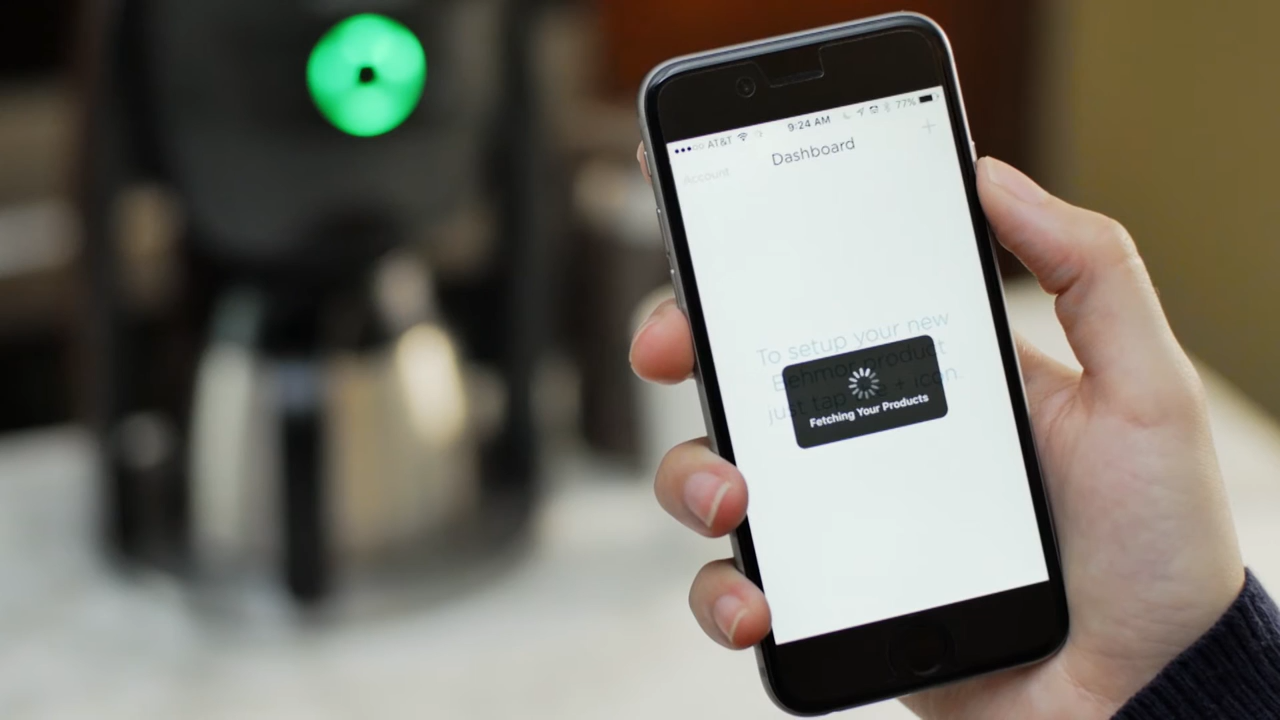 AT&T 9:24 AM 77%
Account Dashboard +
To setup your new
Behmor product
just tap + icon.
Fetching Your Products